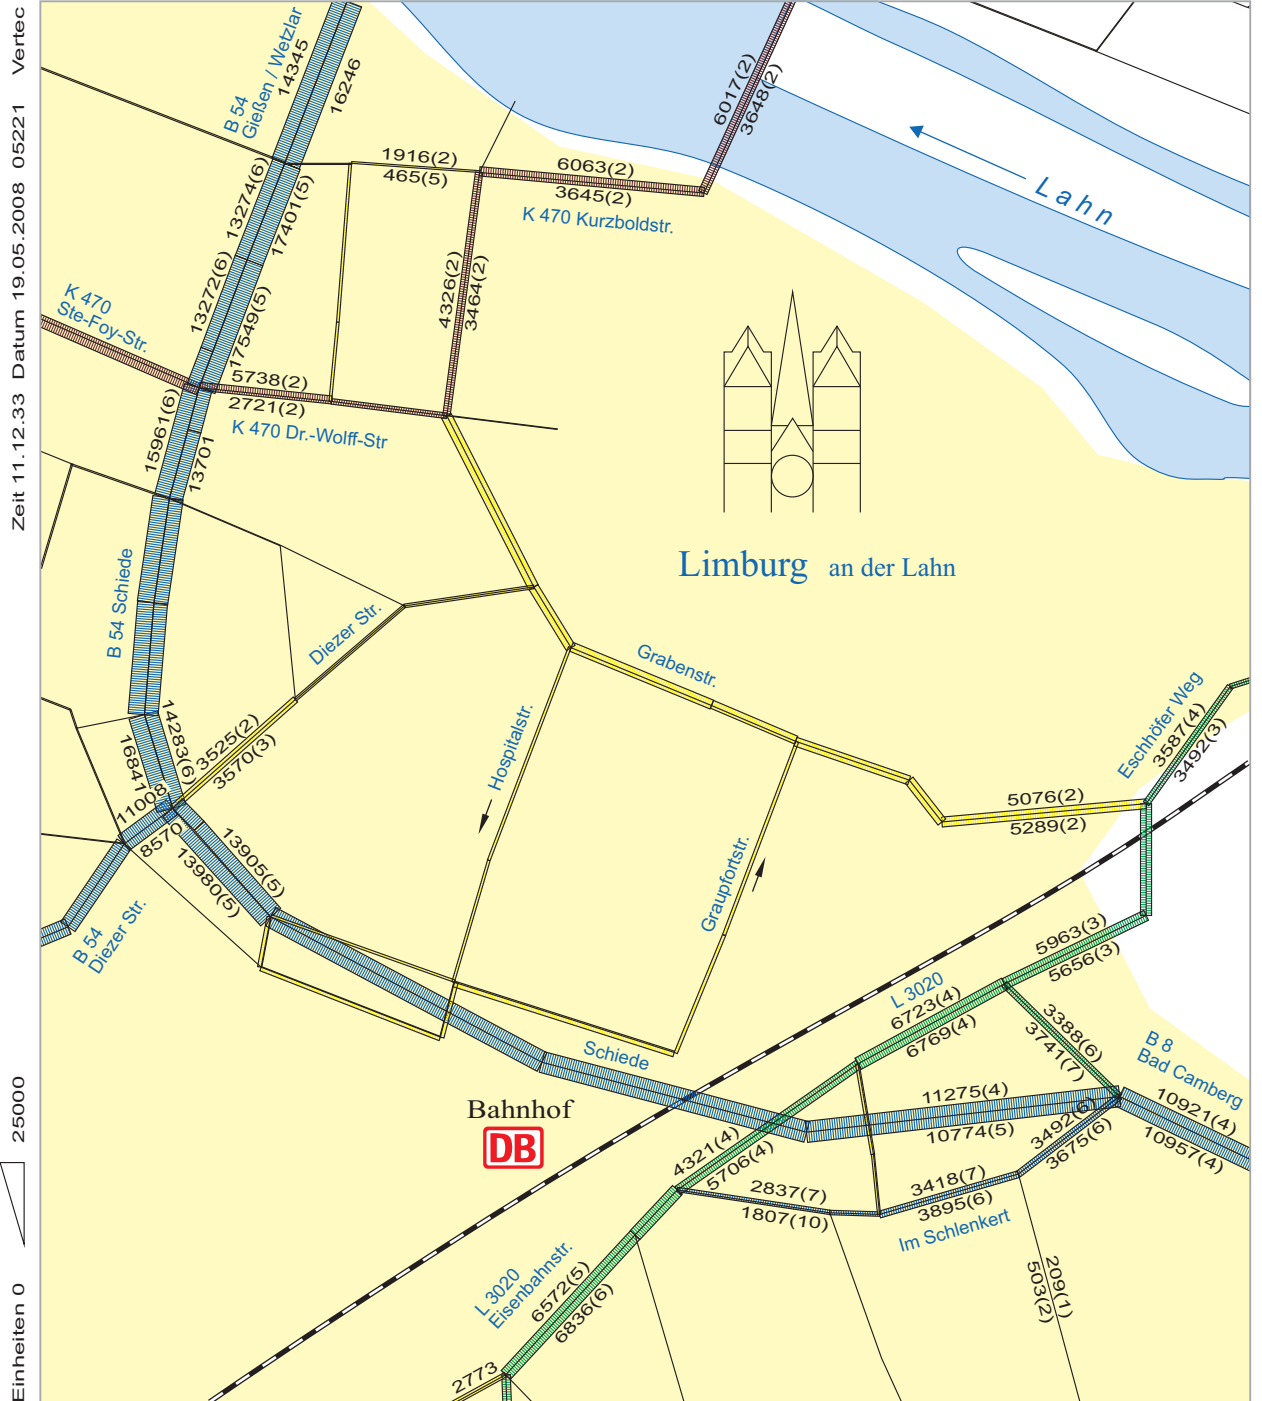 Einheiten 0 25000 Zeit 11.12.33 Datum 19.05.2008 05221 Vertec
B 54
Gießen / Wetzlar
14345
16246
6017(2)
3648(2)
1916(2)
465(5)
6063(2)
3645(2)
K 470 Kurzboldstr.
Lahn
13274(6)
17401(5)
13272(6)
17549(5)
4326(2)
3464(2)
K 470
Ste-Foy-Str.
5738(2)
2721(2)
K 470 Dr.-Wolff-Str
15961(6)
13701
Limburg an der Lahn
B 54 Schiede
Diezer Str.
Grabenstr.
Hospitalstr.
Eschhöfer Weg
3587(4)
3492(3)
14283(6)
16841
3525(2)
3570(3)
11008
8570
13905(5)
13980(5)
5076(2)
5289(2)
Graupfortstr.
B 54
Diezer Str.
5963(3)
5656(3)
L 3020
6723(4)
6769(4)
3388(6)
3741(7)
B 8
Bad Camberg
Schiede
11275(4)
10774(5)
10921(4)
10957(4)
Bahnhof
DB
3492(6)
3675(6)
4321(4)
5706(4)
2837(7)
1807(10)
3418(7)
3895(6)
Im Schlenkert
L 3020
Eisenbahnstr.
6572(5)
6836(6)
209(1)
503(2)
2773